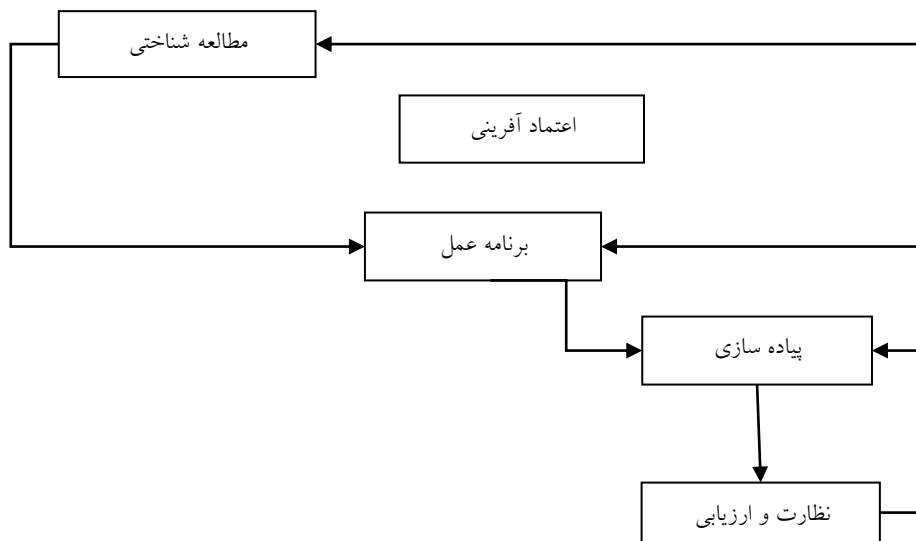 مطالعه شناختی
اعتماد آفرینی
برنامه عمل
پیاده سازی
نظارت و ارزیابی